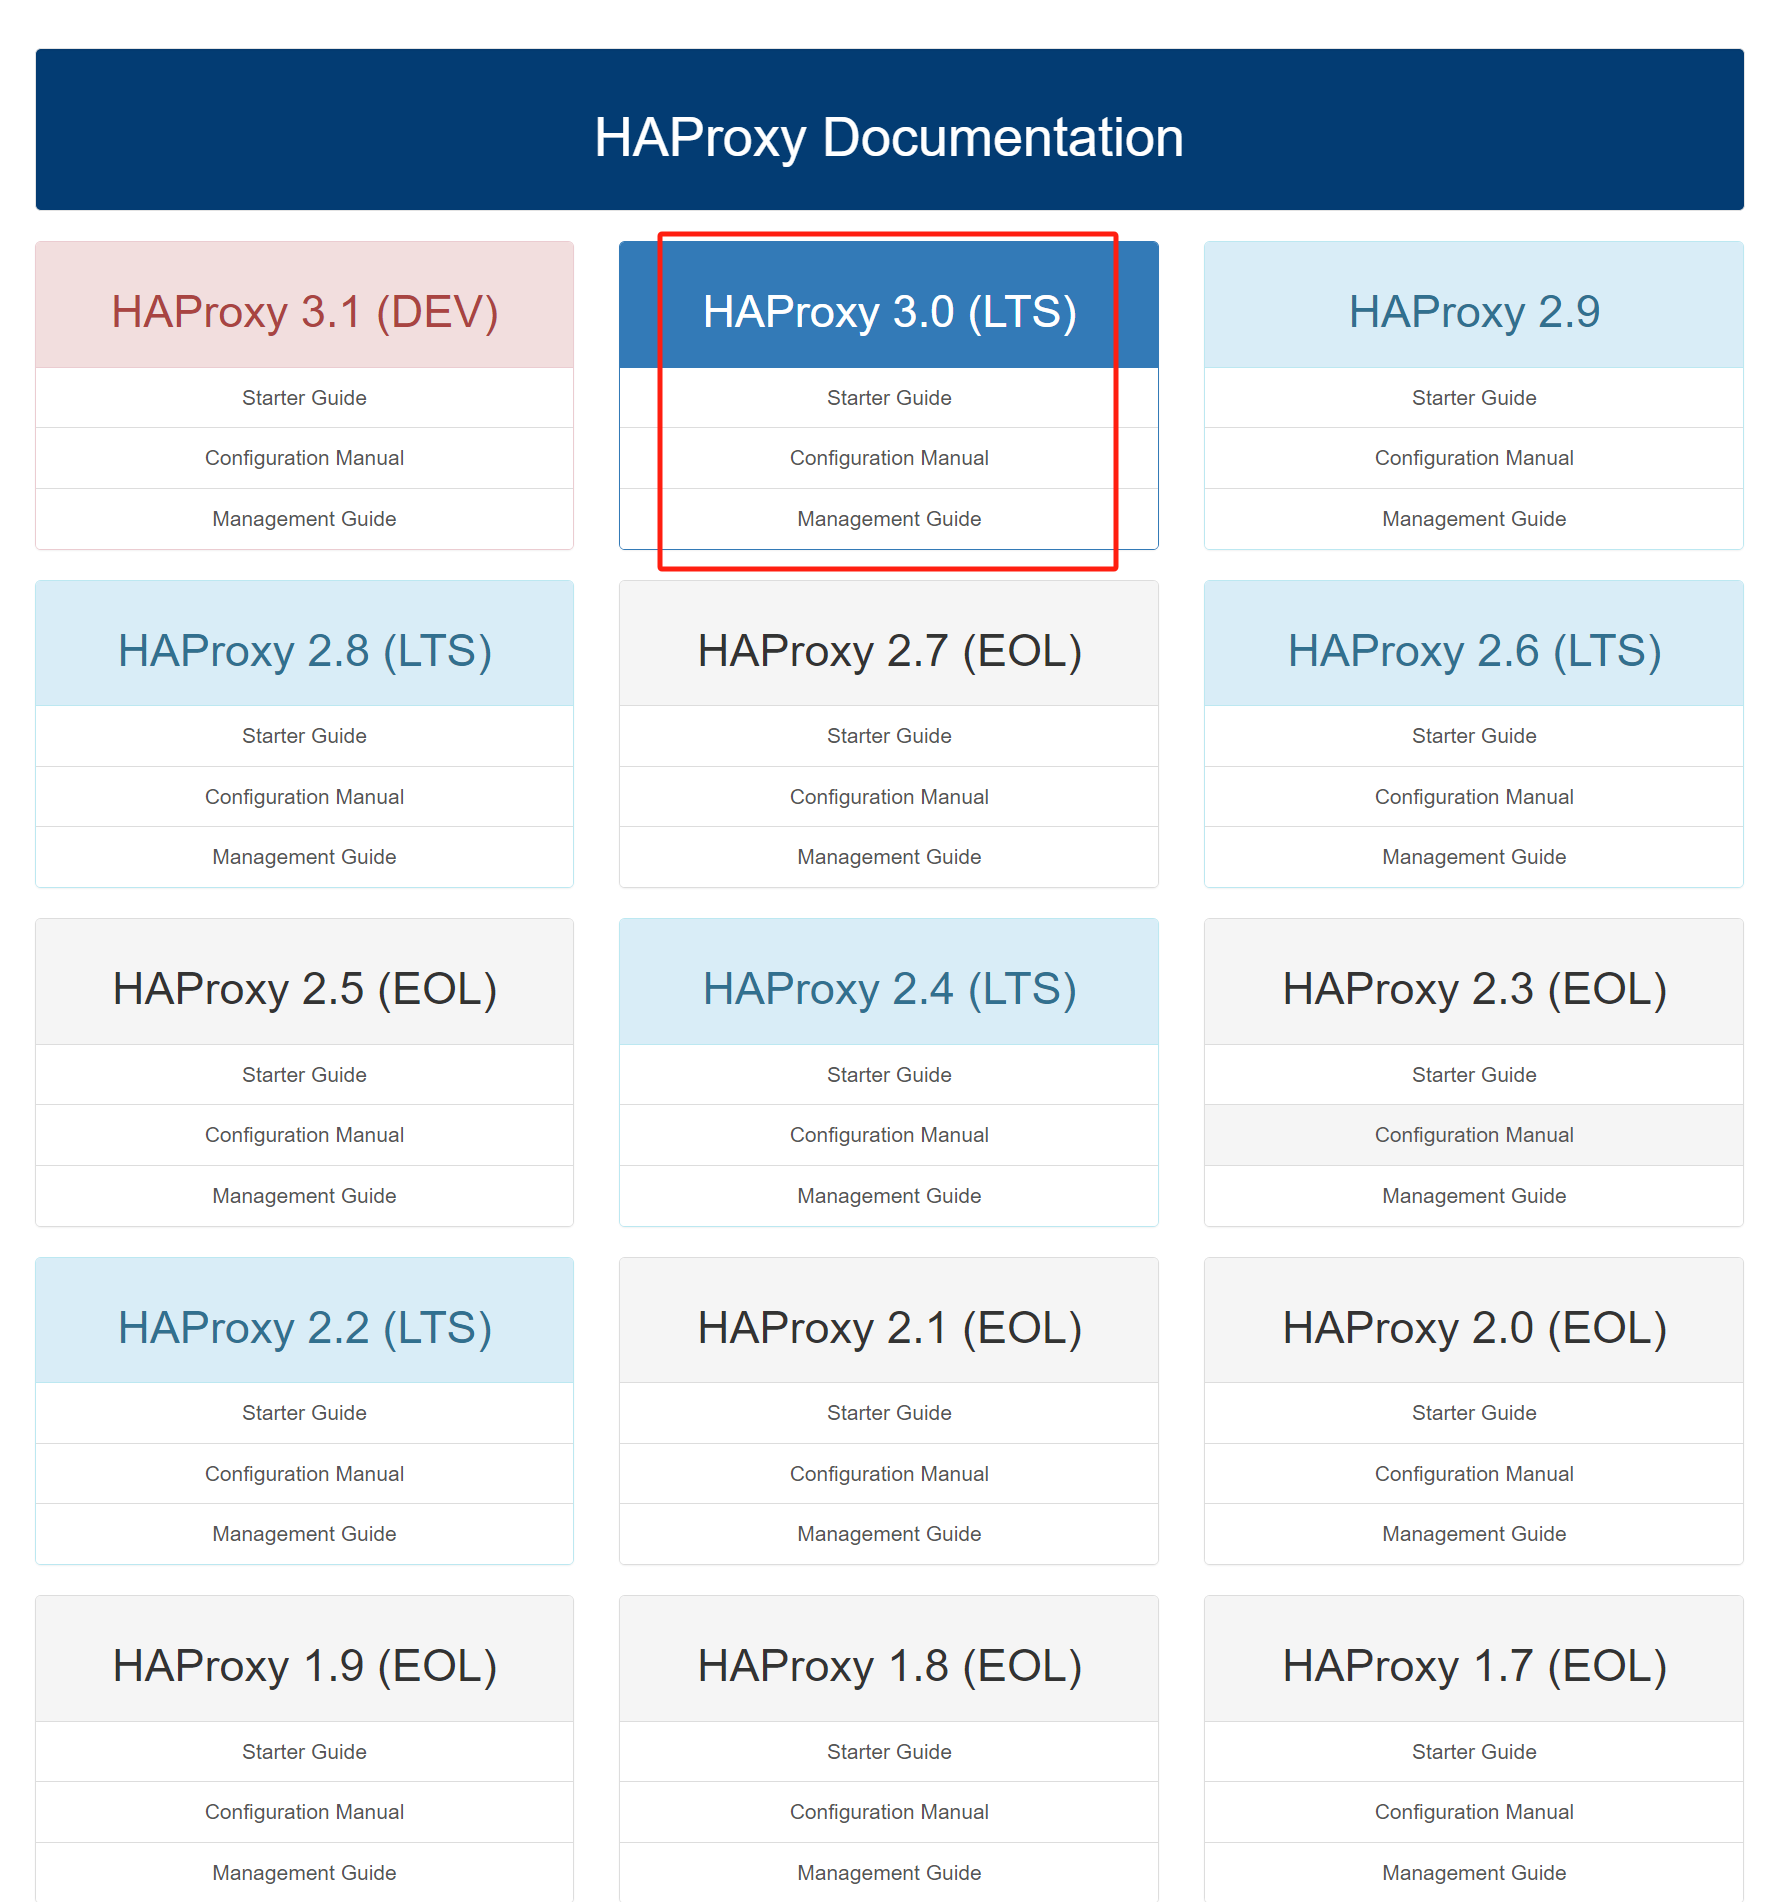 HAProxy Documentation
HAProxy 3.1 (DEV)
Starter Guide
Configuration Manual
Management Guide
HAProxy 3.0 (LTS)
Starter Guide
Configuration Manual
Management Guide
HAProxy 2.9
Starter Guide
Configuration Manual
Management Guide
HAProxy 2.8 (LTS)
Starter Guide
Configuration Manual
Management Guide
HAProxy 2.7 (EOL)
Starter Guide
Configuration Manual
Management Guide
HAProxy 2.6 (LTS)
Starter Guide
Configuration Manual
Management Guide
HAProxy 2.5 (EOL)
Starter Guide
Configuration Manual
Management Guide
HAProxy 2.4 (LTS)
Starter Guide
Configuration Manual
Management Guide
HAProxy 2.3 (EOL)
Starter Guide
Configuration Manual
Management Guide
HAProxy 2.2 (LTS)
Starter Guide
Configuration Manual
Management Guide
HAProxy 2.1 (EOL)
Starter Guide
Configuration Manual
Management Guide
HAProxy 2.0 (EOL)
Starter Guide
Configuration Manual
Management Guide
HAProxy 1.9 (EOL)
Starter Guide
Configuration Manual
Management Guide
HAProxy 1.8 (EOL)
Starter Guide
Configuration Manual
Management Guide
HAProxy 1.7 (EOL)
Starter Guide
Configuration Manual
Management Guide